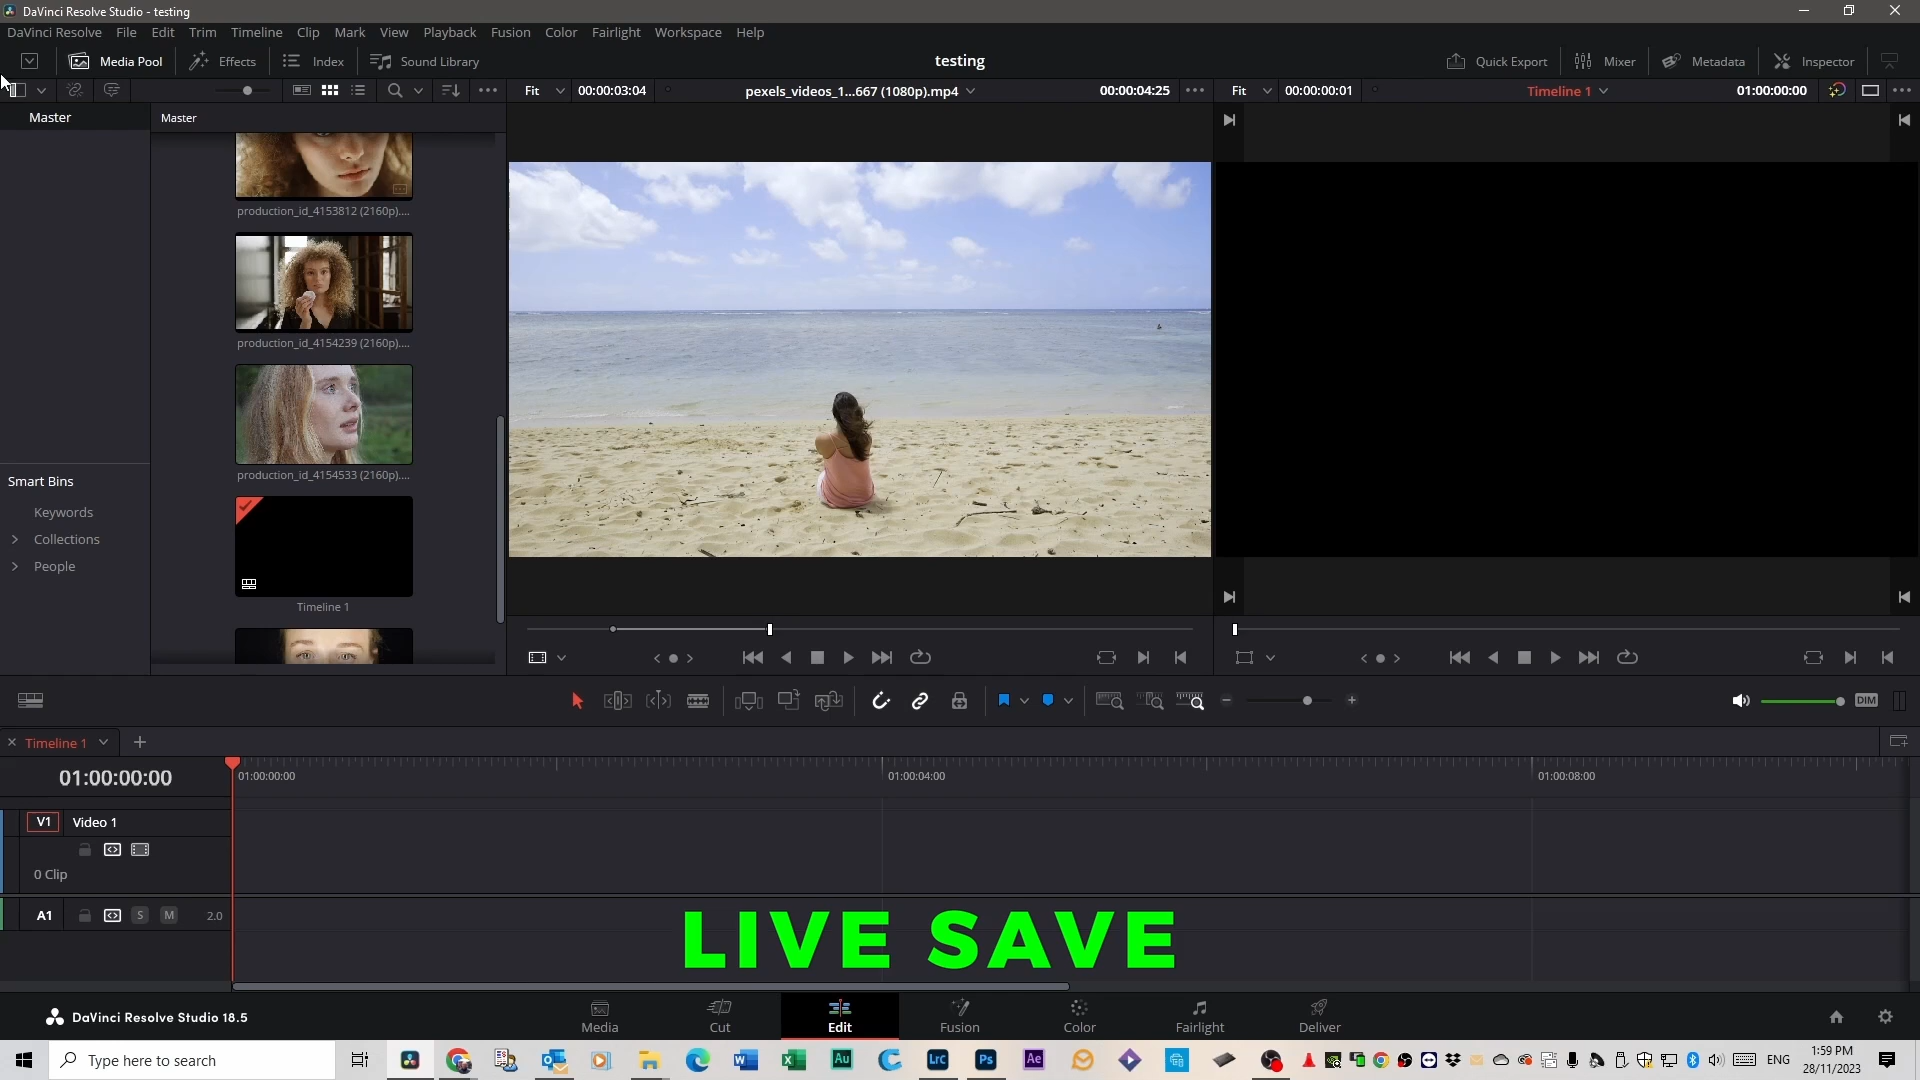 DaVinci Resolve Studio - testing
DaVinci Resolve File Edit Trim Timeline Clip Mark View Playback Fusion Color Fairlight Workspace Help
Media Pool Effects Index Sound Library testing Quick Export Mixer Metadata Inspector
Fit 00:00:03:04 pexels_videos_1...667 (1080p).mp4 00:00:04:25 Fit 00:00:00:01 Timeline 1 01:00:00:00
Master Master
production_id_4153812 (2160p)....
production_id_4154239 (2160p)....
production_id_4154533 (2160p)....
Smart Bins
Keywords
Collections
People
Timeline 1
DIM
Timeline 1
01:00:00:00 01:00:00:00 01:00:04:00 01:00:08:00
V1 Video 1
0 Clip
A1 S M 2.0
LIVE SAVE
DaVinci Resolve Studio 18.5
Media Cut Edit Fusion Color Fairlight Deliver
Type here to search
Au
Lrc
Ps
Ae
ENG
1:59 PM
28/11/2023